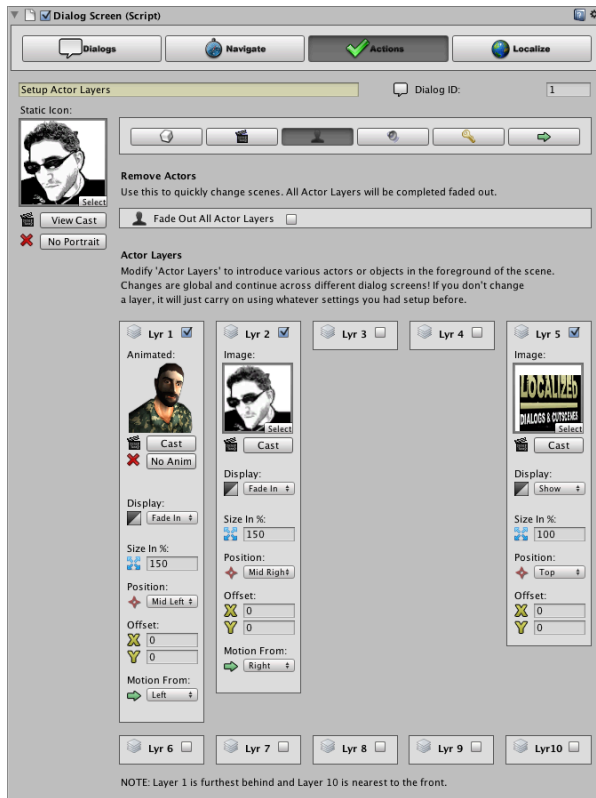 Dialog Screen (Script)
Dialogs
Navigate
Actions
Localize
Setup Actor Layers
Dialog ID:
1
Static Icon:
Select
View Cast
No Portrait
Remove Actors
Use this to quickly change scenes. All Actor Layers will be completed faded out.
Fade Out All Actor Layers
Actor Layers
Modify 'Actor Layers' to introduce various actors or objects in the foreground of the scene.
Changes are global and continue across different dialog screens! If you don't change
a layer, it will just carry on using whatever settings you had setup before.
Lyr 1
Lyr 2
Lyr 3
Lyr 4
Lyr 5
Animated:
Cast
No Anim
Display:
Fade In
Size In %:
150
Position:
Mid Left
Offset:
X 0
Y 0
Motion From:
Left
Image:
Select
Cast
Display:
Fade In
Size In %:
150
Position:
Mid Righ
Offset:
X 0
Y 0
Motion From:
Right
Image:
LOCALIZED
DIALOGS & CUTSCENES
Select
Cast
Display:
Show
Size In %:
100
Position:
Top
Offset:
X 0
Y 0
Lyr 6
Lyr 7
Lyr 8
Lyr 9
Lyr10
NOTE: Layer 1 is furthest behind and Layer 10 is nearest to the front.